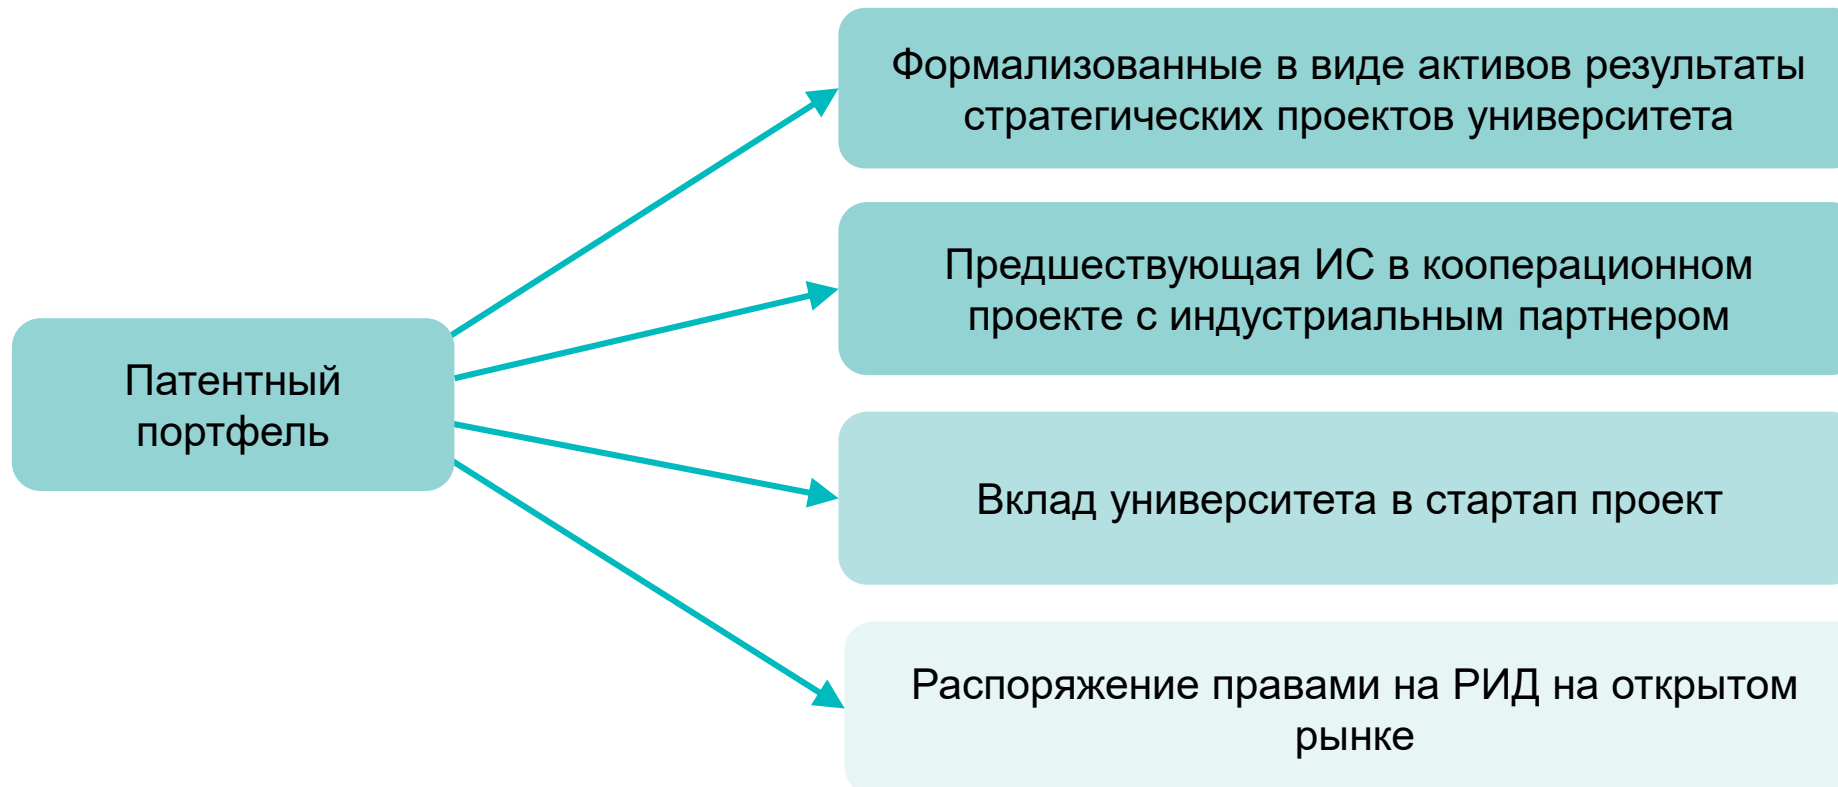 Формализованные в виде активов результаты
стратегических проектов университета
Предшествующая ИС в кооперационном
проекте с индустриальным партнером
Патентный
портфель
Вклад университета в стартап проект
Распоряжение правами на РИД на открытом
рынке